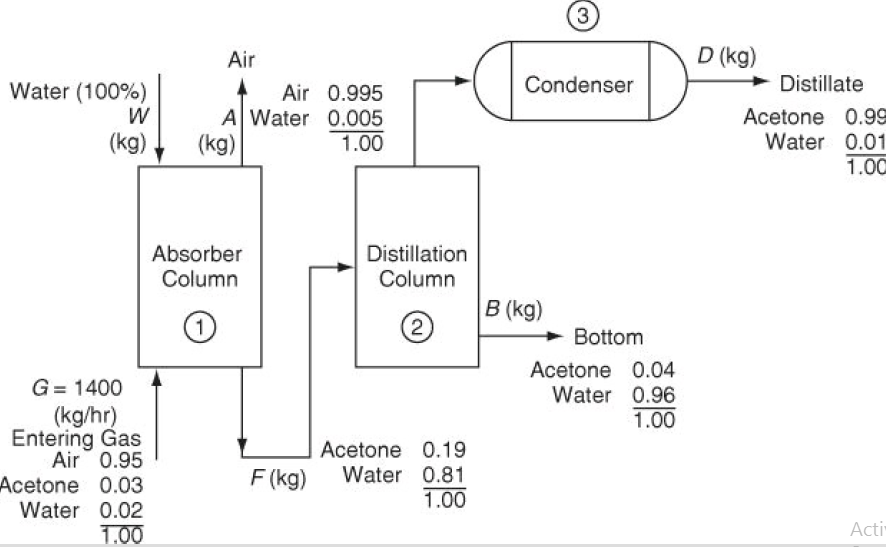 3
Air
D (kg)
Water (100%)
W
(kg)
A
(kg)
Air 0.995
Water 0.005
1.00
Condenser
Distillate
Acetone 0.99
Water 0.01
1.00
Absorber
Column
1
Distillation
Column
2
B (kg)
Bottom
Acetone 0.04
Water 0.96
1.00
G = 1400
(kg/hr)
Entering Gas
Air 0.95
Acetone 0.03
Water 0.02
1.00
F (kg)
Acetone 0.19
Water 0.81
1.00
Activ